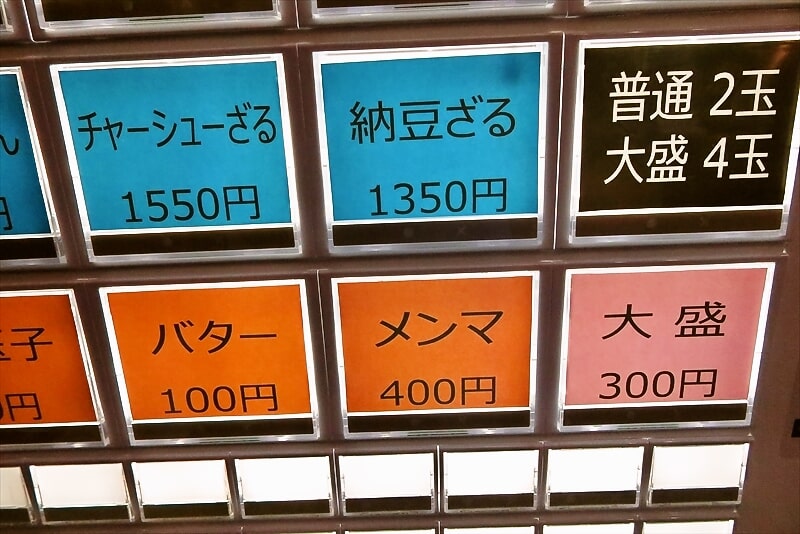 チャーシューざる
1550円
納豆ざる
1350円
普通 2玉
大盛 4玉
バター
100円
メンマ
400円
大盛
300円